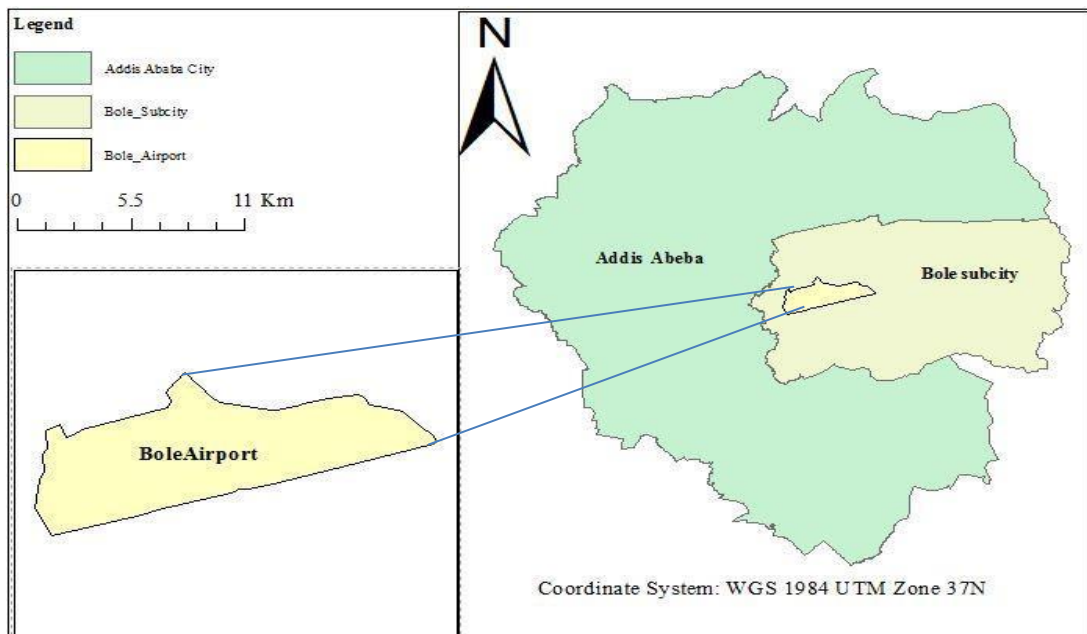 Legend
Addis Ababa City
Bole_Subcity
Bole_Airport
0 5.5 11 Km
N
Addis Abeba
Bole subcity
BoleAirport
Coordinate System: WGS 1984 UTM Zone 37N